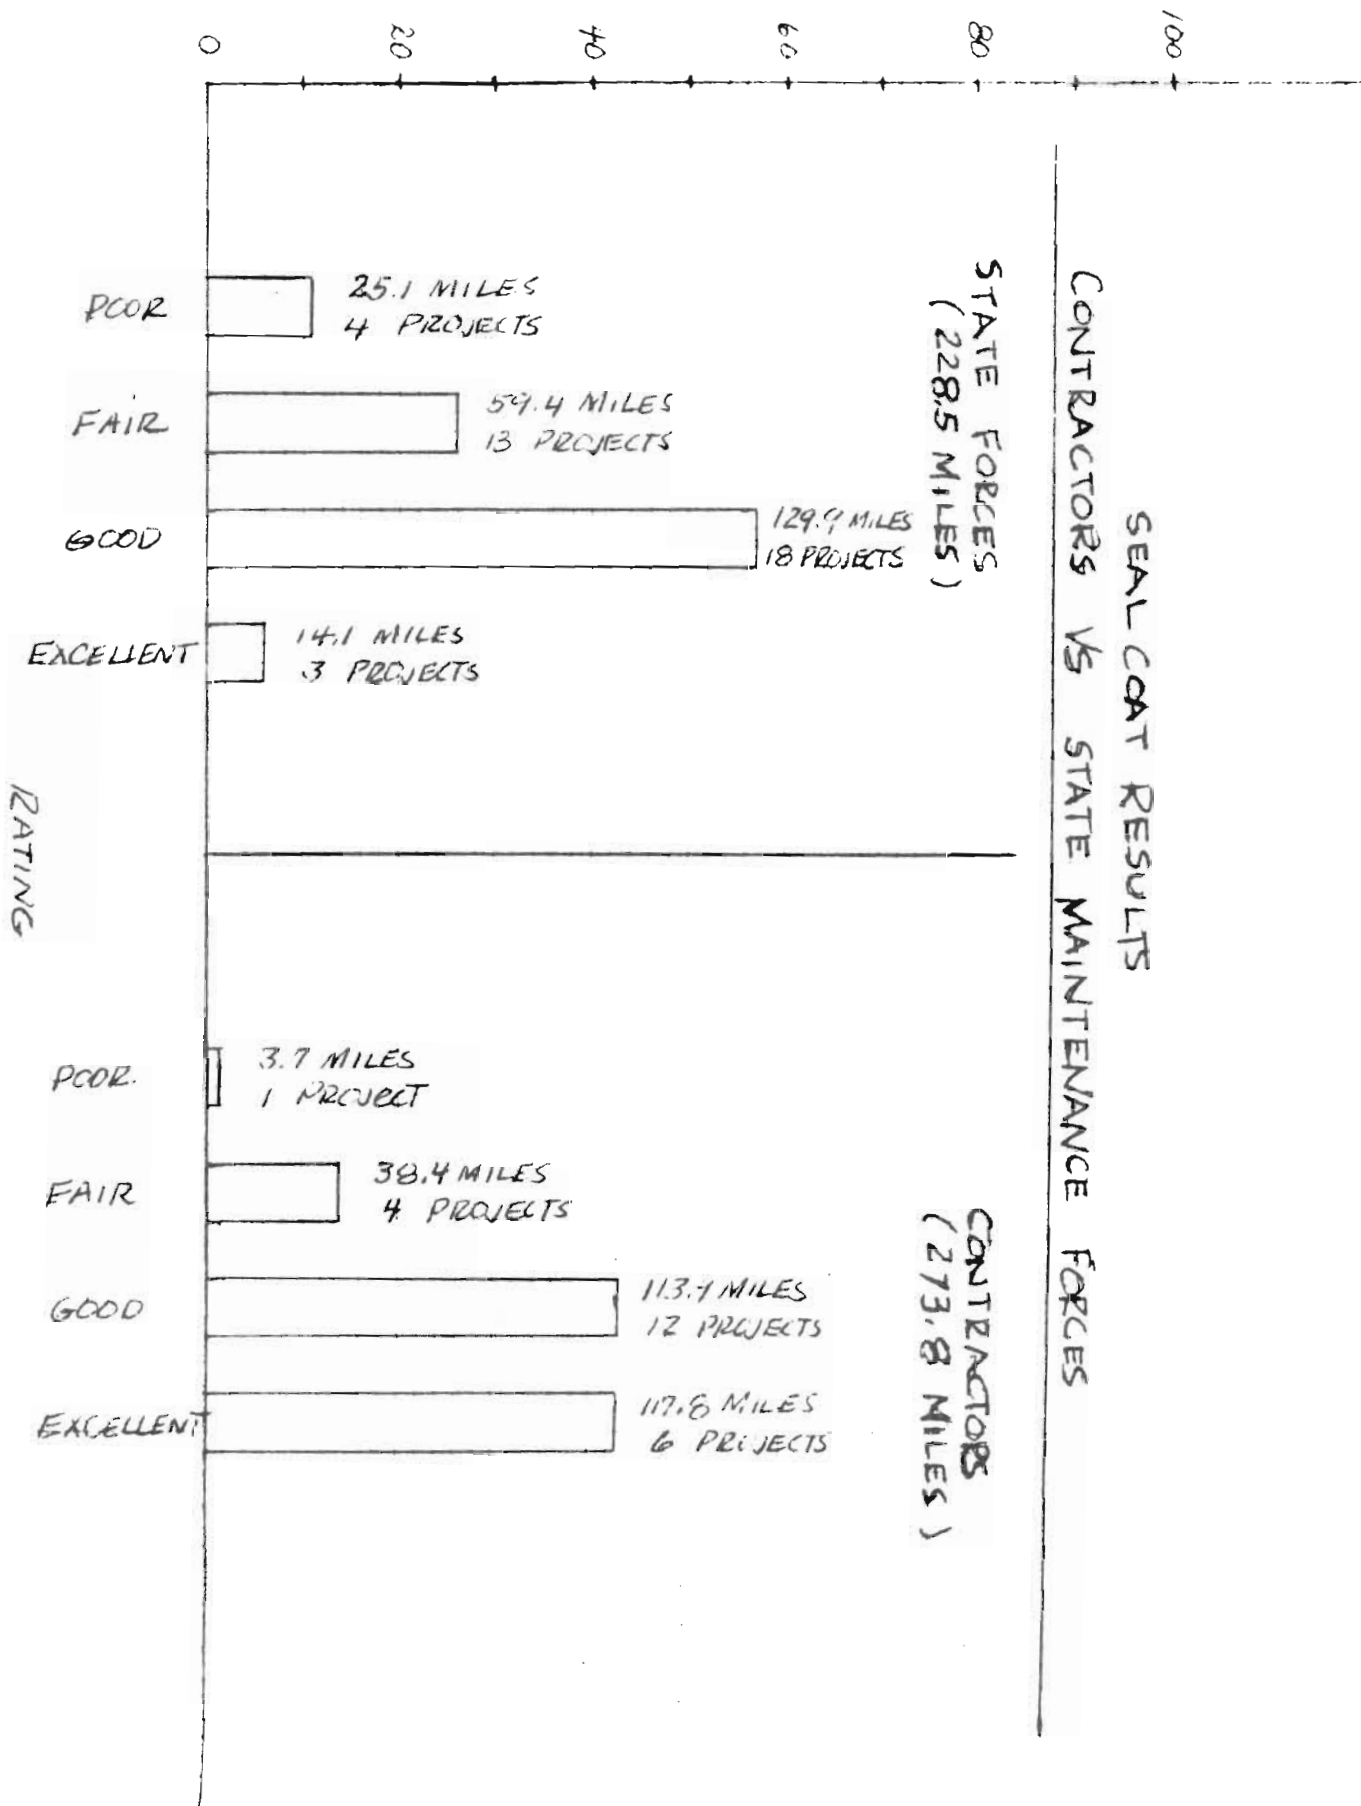 SEAL COAT RESULTS
CONTRACTORS VS STATE MAINTENANCE FORCES
STATE FORCES
(228.5 MILES)
CONTRACTORS
(273.8 MILES)
100
80
60
40
20
0
POOR
25.1 MILES
4 PROJECTS
FAIR
59.4 MILES
13 PROJECTS
GOOD
129.9 MILES
18 PROJECTS
EXCELLENT
14.1 MILES
3 PROJECTS
POOR
3.7 MILES
1 PROJECT
FAIR
38.4 MILES
4 PROJECTS
GOOD
MILES
12 PROJECTS
EXCELLENT
117.8 MILES
6 PROJECTS
RATING